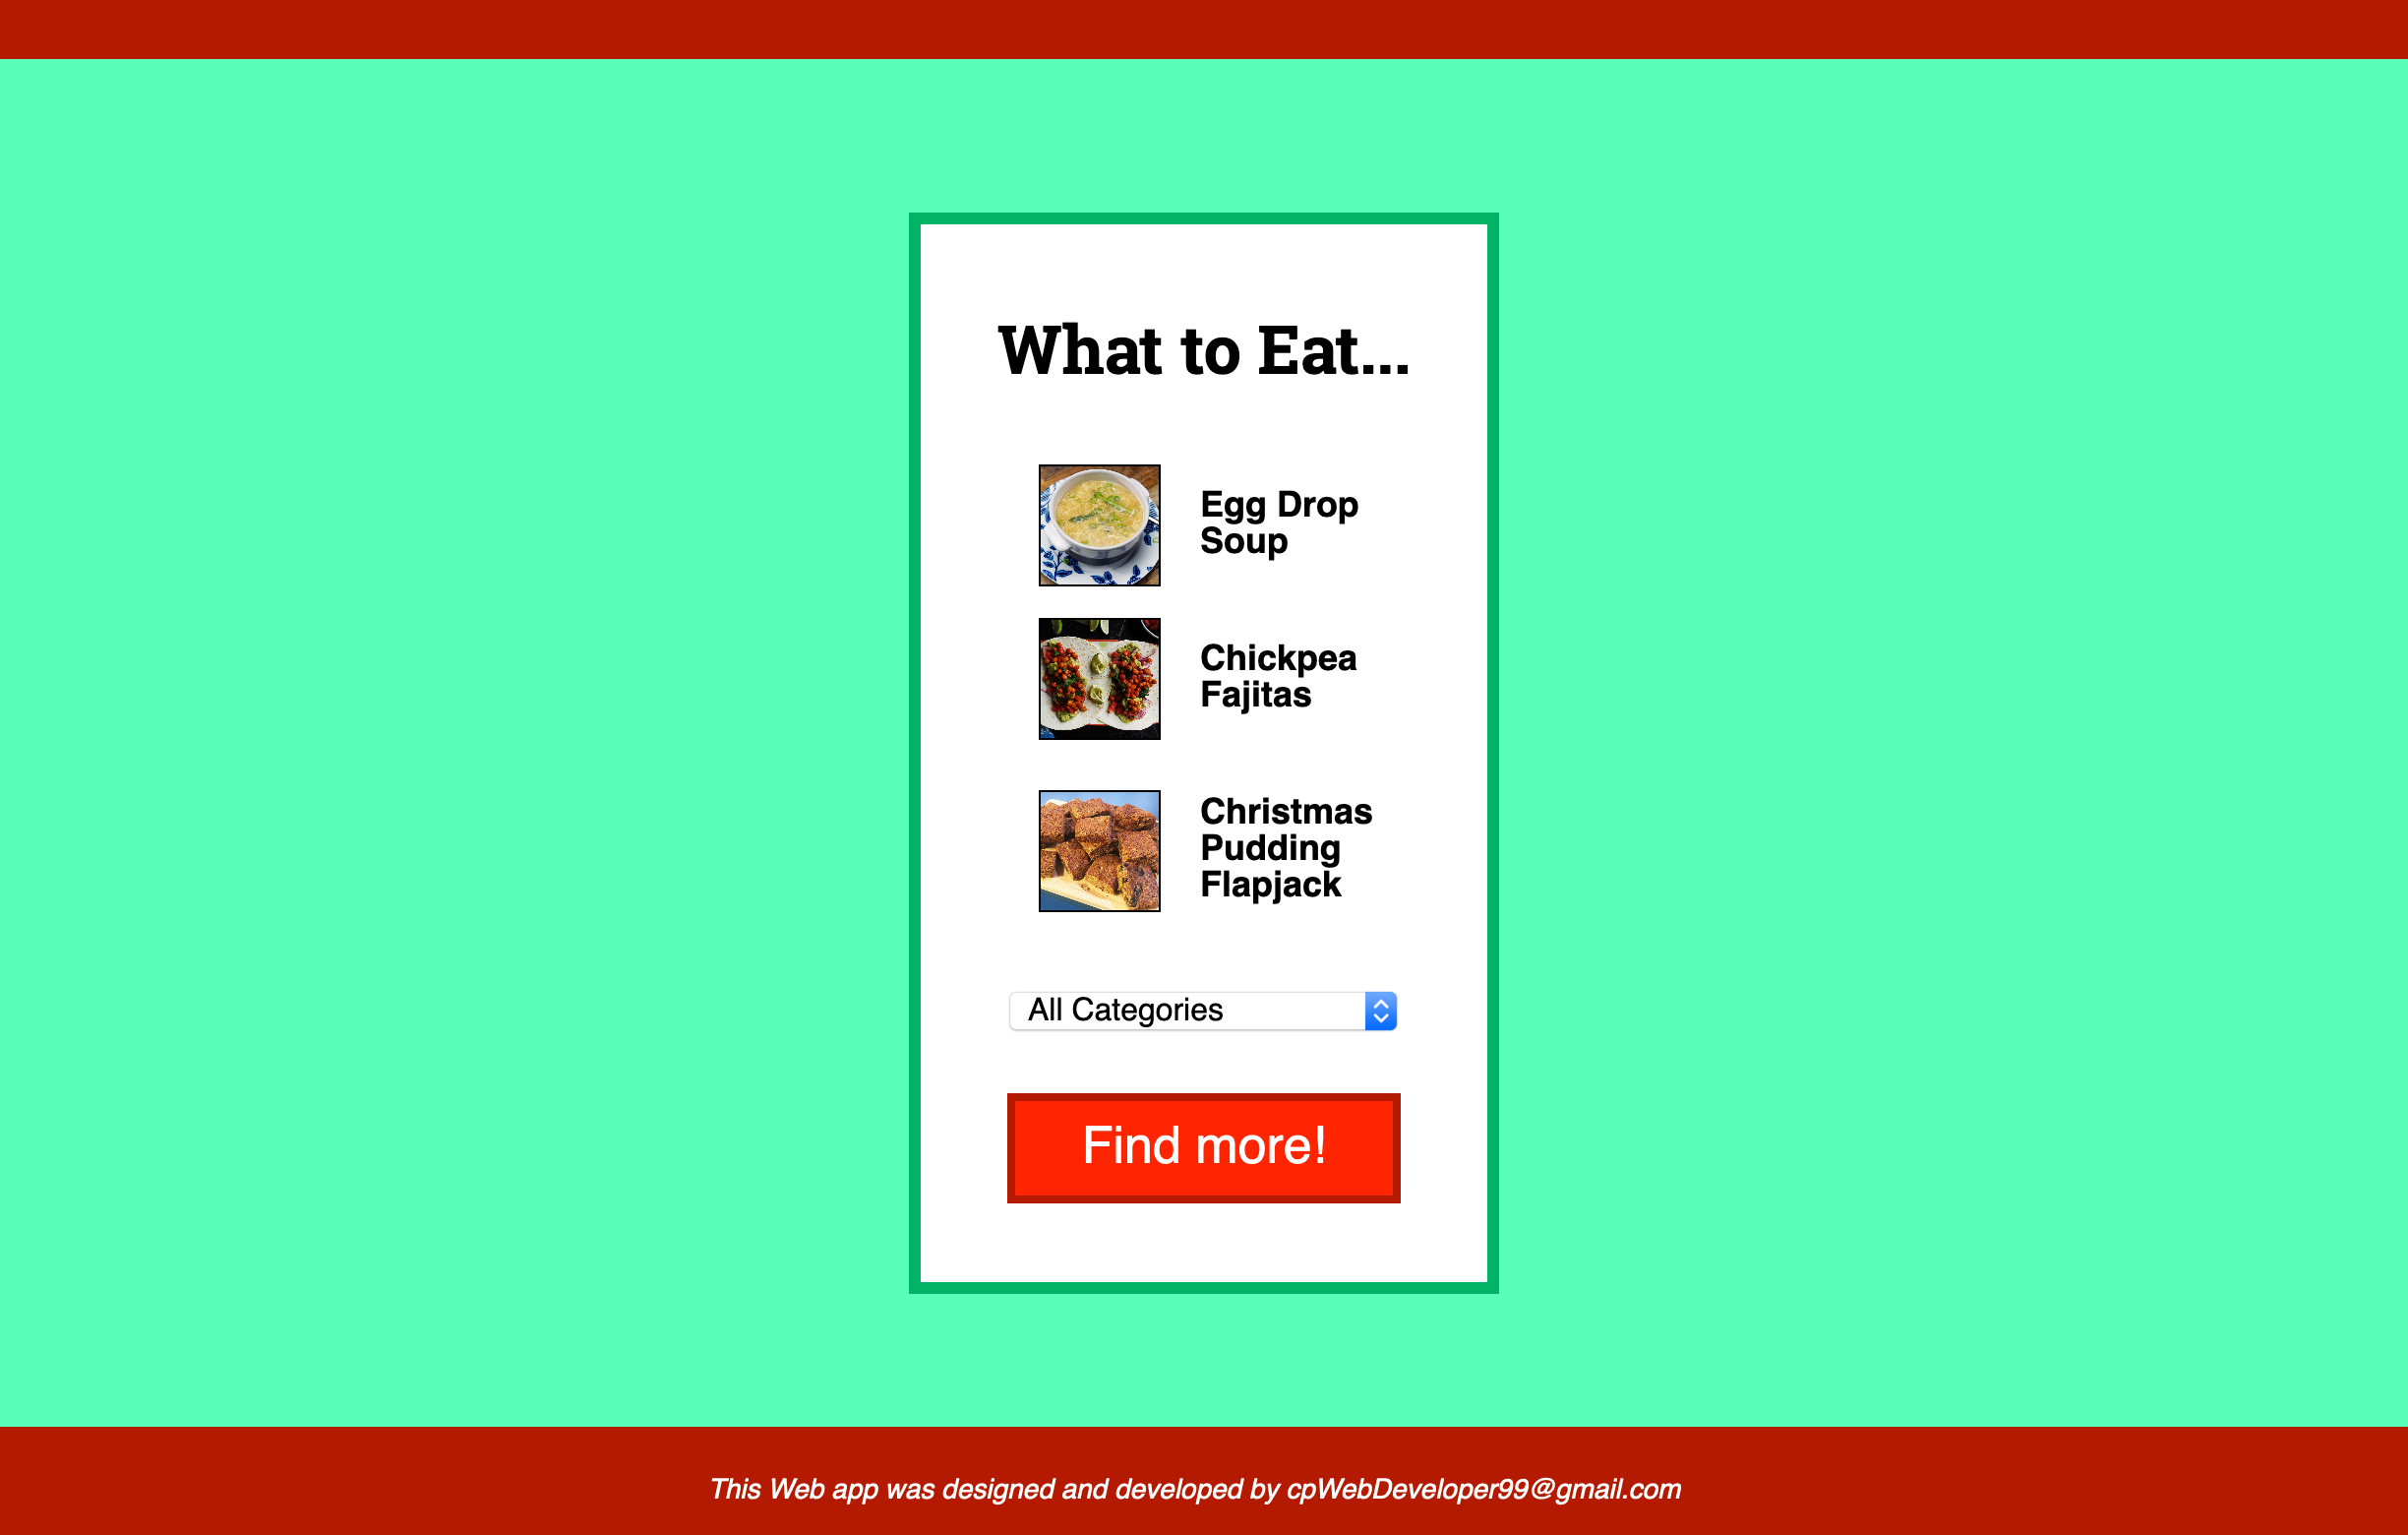 What to Eat...
Egg Drop
Soup
Chickpea
Fajitas
Christmas
Pudding
Flapjack
All Categories
Find more!
This Web app was designed and developed by cpWebDeveloper99@gmail.com